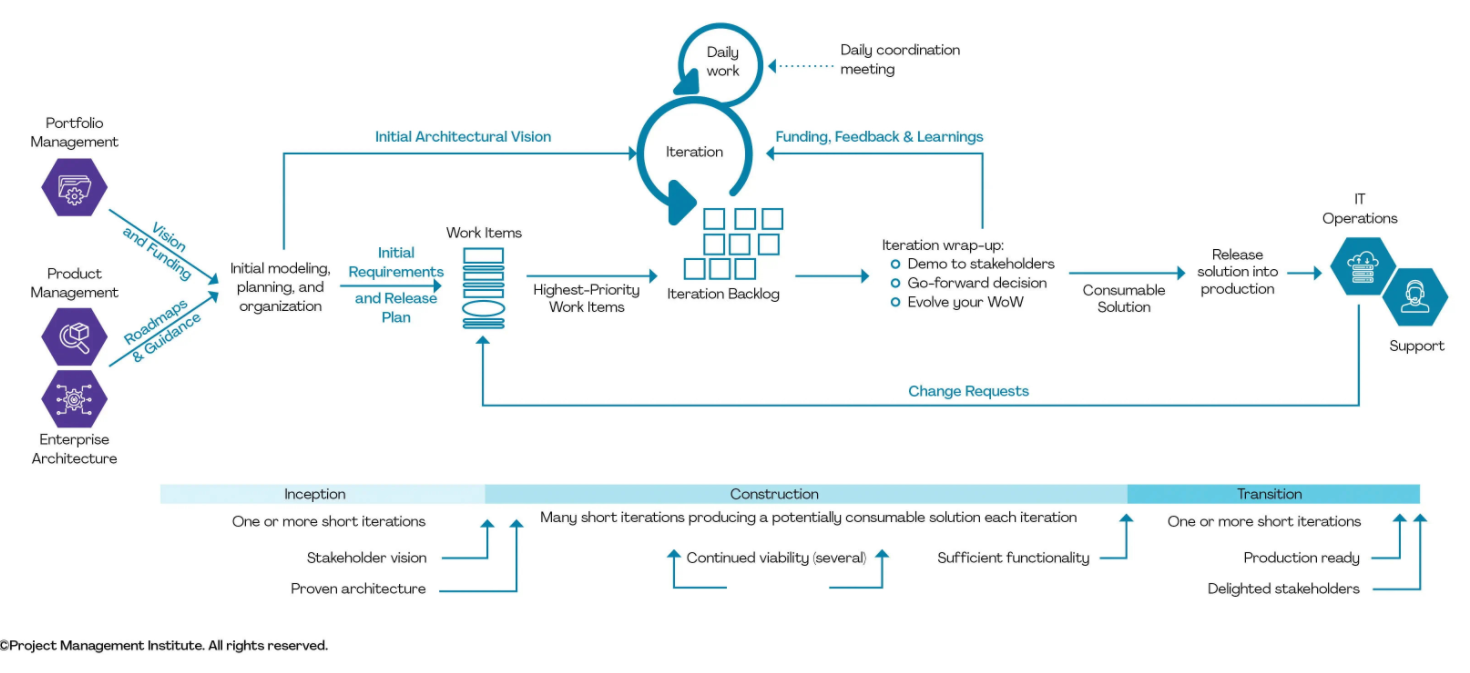 Daily
work
Daily coordination
meeting
Portfolio
Management
Initial Architectural Vision
Iteration
Funding, Feedback & Learnings
Vision
and Funding
IT
Operations
Work Items
Product
Management
Initial modeling,
planning, and
organization
Initial
Requirements
and Release
Plan
Highest-Priority
Work Items
Iteration Backlog
Iteration wrap-up:
Demo to stakeholders
Go-forward decision
Evolve your WoW
Consumable
Solution
Release
solution into
production
Roadmaps
& Guidance
Support
Change Requests
Enterprise
Architecture
Inception
Construction
Transition
One or more short iterations
Many short iterations producing a potentially consumable solution each iteration
One or more short iterations
Stakeholder vision
Continued viability (several)
Sufficient functionality
Production ready
Proven architecture
Delighted stakeholders
©Project Management Institute. All rights reserved.